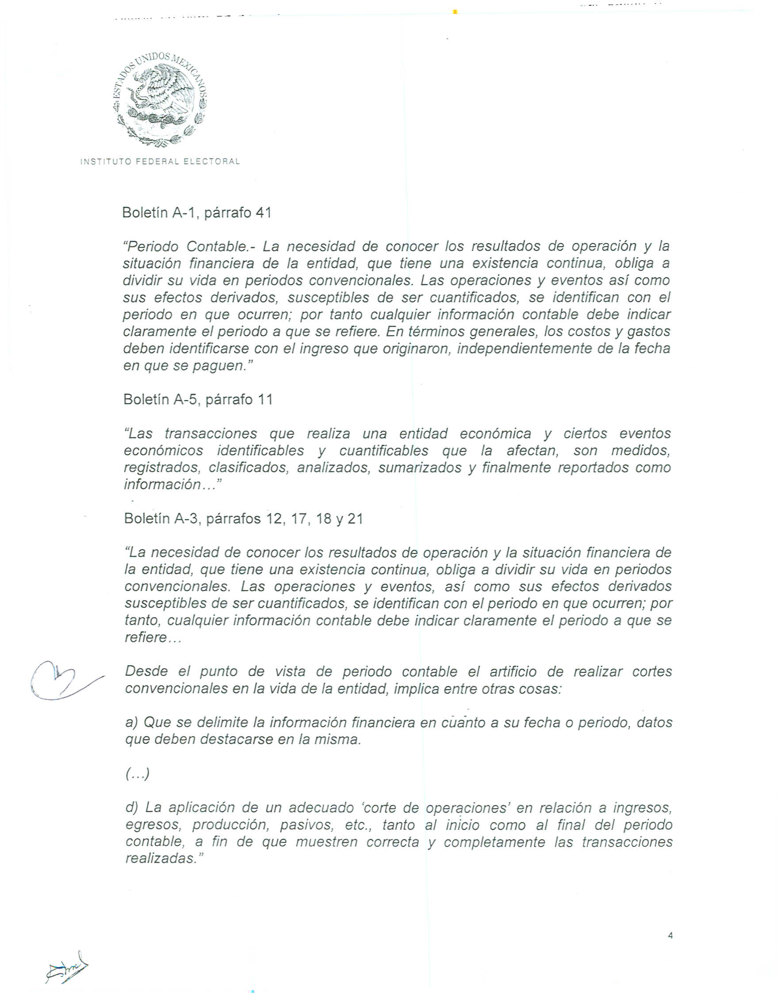 ESTADOS UNIDOS MEXICANOS
INSTITUTO FEDERAL ELECTORAL
Boletín A-1, párrafo 41
“Periodo Contable.- La necesidad de conocer los resultados de operación y la
situación financiera de la entidad, que tiene una existencia continua, obliga a
dividir su vida en periodos convencionales. Las operaciones y eventos así como
sus efectos derivados, susceptibles de ser cuantificados, se identifican con el
periodo en que ocurren; por tanto cualquier información contable debe indicar
claramente el periodo a que se refiere. En términos generales, los costos y gastos
deben identificarse con el ingreso que originaron, independientemente de la fecha
en que se paguen.”
Boletín A-5, párrafo 11
“Las transacciones que realiza una entidad económica y ciertos eventos
económicos identificables y cuantificables que la afectan, son medidos,
registrados, clasificados, analizados, sumarizados y finalmente reportados como
información...”
Boletín A-3, párrafos 12, 17, 18 y 21
“La necesidad de conocer los resultados de operación y la situación financiera de
la entidad, que tiene una existencia continua, obliga a dividir su vida en periodos
convencionales. Las operaciones y eventos, así como sus efectos derivados
susceptibles de ser cuantificados, se identifican con el periodo en que ocurren; por
tanto, cualquier información contable debe indicar claramente el periodo a que se
refiere...
Desde el punto de vista de periodo contable el artificio de realizar cortes
convencionales en la vida de la entidad, implica entre otras cosas:
a) Que se delimite la información financiera en cuanto a su fecha o periodo, datos
que deben destacarse en la misma.
(...)
d) La aplicación de un adecuado ‘corte de operaciones’ en relación a ingresos,
egresos, producción, pasivos, etc., tanto al inicio como al final del periodo
contable, a fin de que muestren correcta y completamente las transacciones
realizadas.”
4